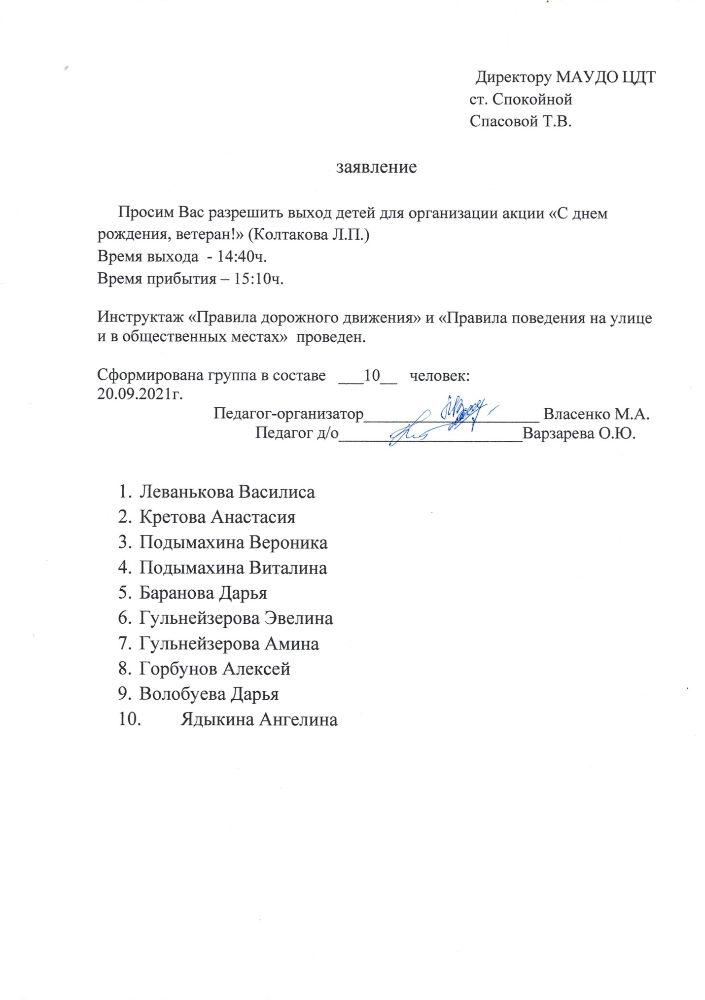 Директору МАУДО ЦДТ
ст. Спокойной
Спасовой Т.В.
заявление
Просим Вас разрешить выход детей для организации акции «С днем
рождения, ветеран!» (Колтакова Л.П.)
Время выхода  - 14:40ч.
Время прибытия – 15:10ч.
Инструктаж «Правила дорожного движения» и «Правила поведения на улице
и в общественных местах»  проведен.
Сформирована группа в составе   ___10__   человек:
20.09.2021г.
Педагог-организатор_____________________ Власенко М.А.
Педагог д/о______________________Варзарева О.Ю.
1. Леванькова Василиса
2. Кретова Анастасия
3. Подымахина Вероника
4. Подымахина Виталина
5. Баранова Дарья
6. Гульнейзерова Эвелина
7. Гульнейзерова Амина
8. Горбунов Алексей
9. Волобуева Дарья
10. Ядыкина Ангелина